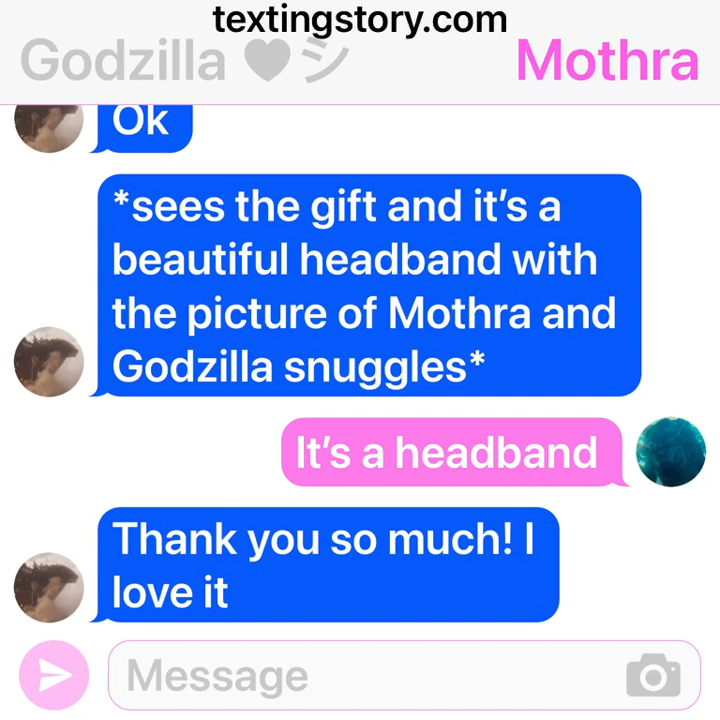 textingstory.com
Godzilla 🖤シ
Mothra
Ok
*sees the gift and it’s a
beautiful headband with
the picture of Mothra and
Godzilla snuggles*
It’s a headband
Thank you so much! I
love it
Message